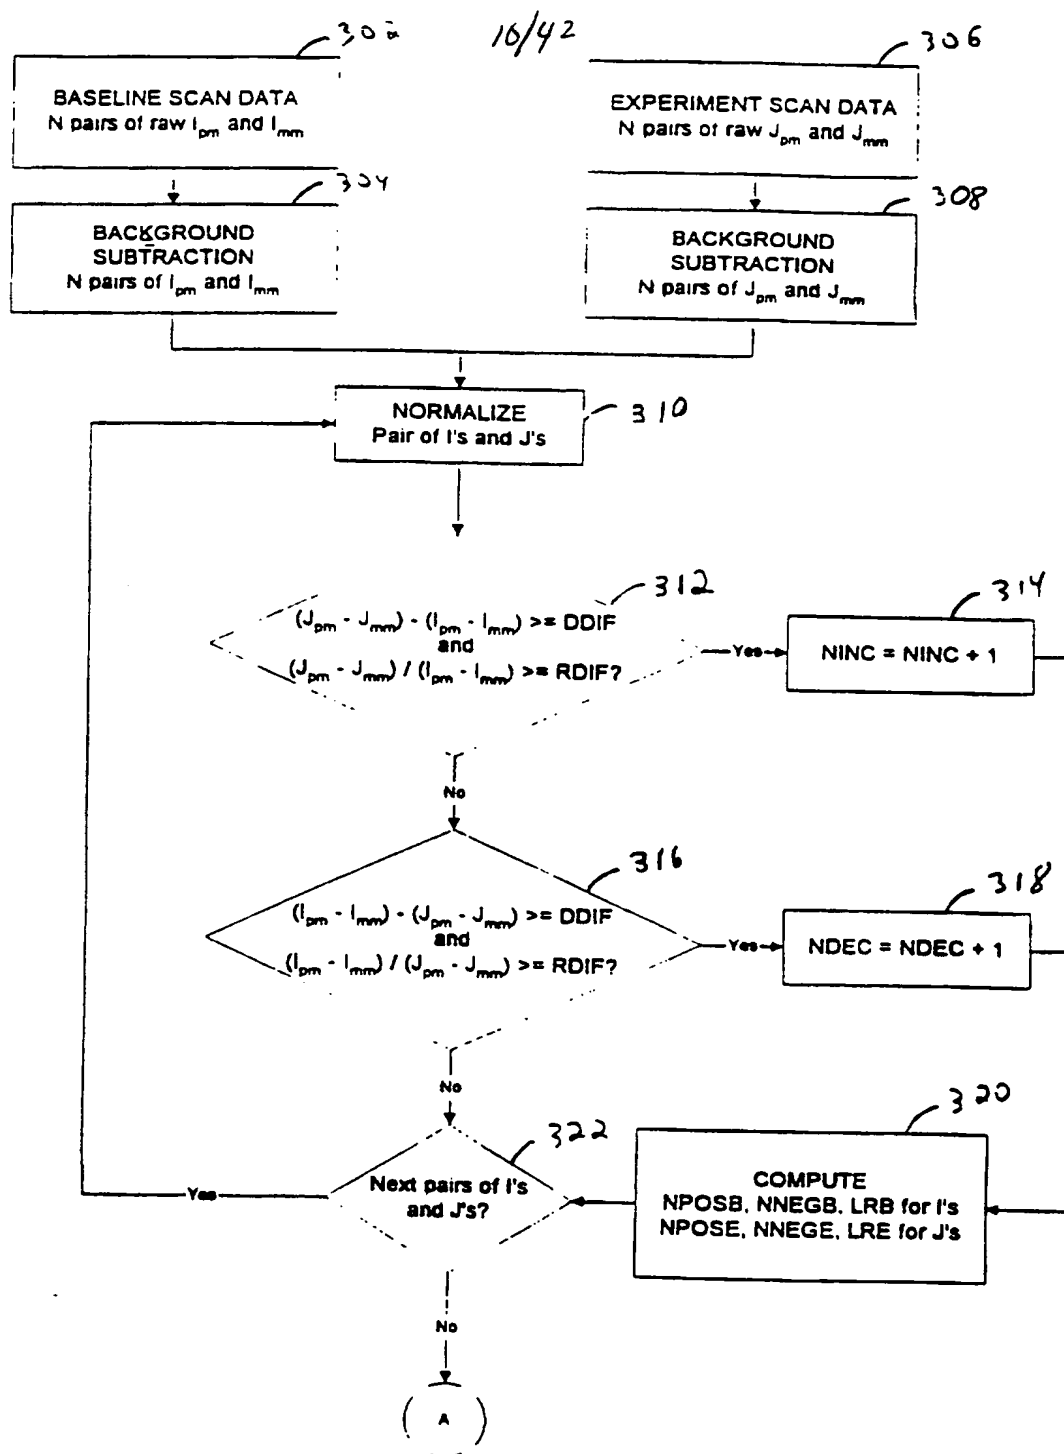 302
10/42
306
BASELINE SCAN DATA
N pairs of raw I_pm and I_mm
EXPERIMENT SCAN DATA
N pairs of raw J_pm and J_mm
304
308
BACKGROUND
SUBTRACTION
N pairs of I_pm and I_mm
BACKGROUND
SUBTRACTION
N pairs of J_pm and J_mm
NORMALIZE
Pair of I's and J's
310
312
(J_pm - J_mm) - (I_pm - I_mm) >= DDIF
and
(J_pm - J_mm) / (I_pm - I_mm) >= RDIF?
Yes
314
NINC = NINC + 1
No
316
(I_pm - I_mm) - (J_pm - J_mm) >= DDIF
and
(I_pm - I_mm) / (J_pm - J_mm) >= RDIF?
Yes
318
NDEC = NDEC + 1
No
322
Next pairs of I's
and J's?
Yes
320
COMPUTE
NPOSB, NNEGB, LRB for I's
NPOSE, NNEGE, LRE for J's
No
A